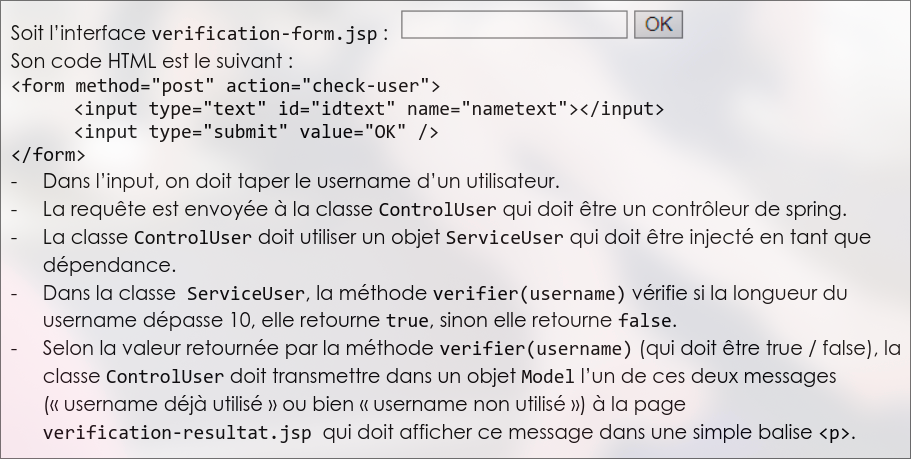 Soit l'interface verification-form.jsp : OK
Son code HTML est le suivant :
<form method="post" action="check-user">
<input type="text" id="idtext" name="nametext"></input>
<input type="submit" value="OK" />
</form>
- Dans l'input, on doit taper le username d'un utilisateur.
- La requête est envoyée à la classe ControlUser qui doit être un contrôleur de spring.
- La classe ControlUser doit utiliser un objet ServiceUser qui doit être injecté en tant que
dépendance.
- Dans la classe ServiceUser, la méthode verifier(username) vérifie si la longueur du
username dépasse 10, elle retourne true, sinon elle retourne false.
- Selon la valeur retournée par la méthode verifier(username) (qui doit être true / false), la
classe ControlUser doit transmettre dans un objet Model l'un de ces deux messages
(« username déjà utilisé » ou bien « username non utilisé ») à la page
verification-resultat.jsp qui doit afficher ce message dans une simple balise <p>.